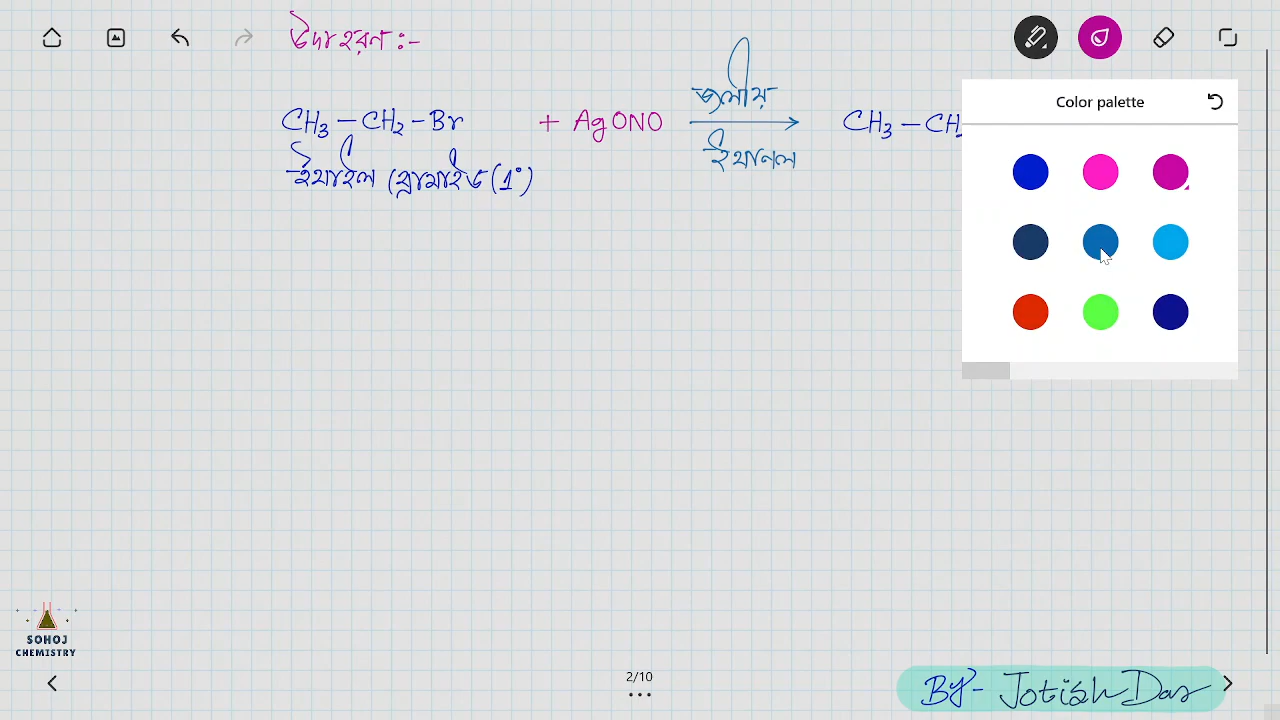 উদাহরণ :-
জলীয়
CH₃ – CH₂ – Br + AgONO → CH₃ – CH₂
ইথানল
ইথাইল ব্রোমাইড (1°)
Color palette
SOHOJ
CHEMISTRY
2/10
By - Jotish Das